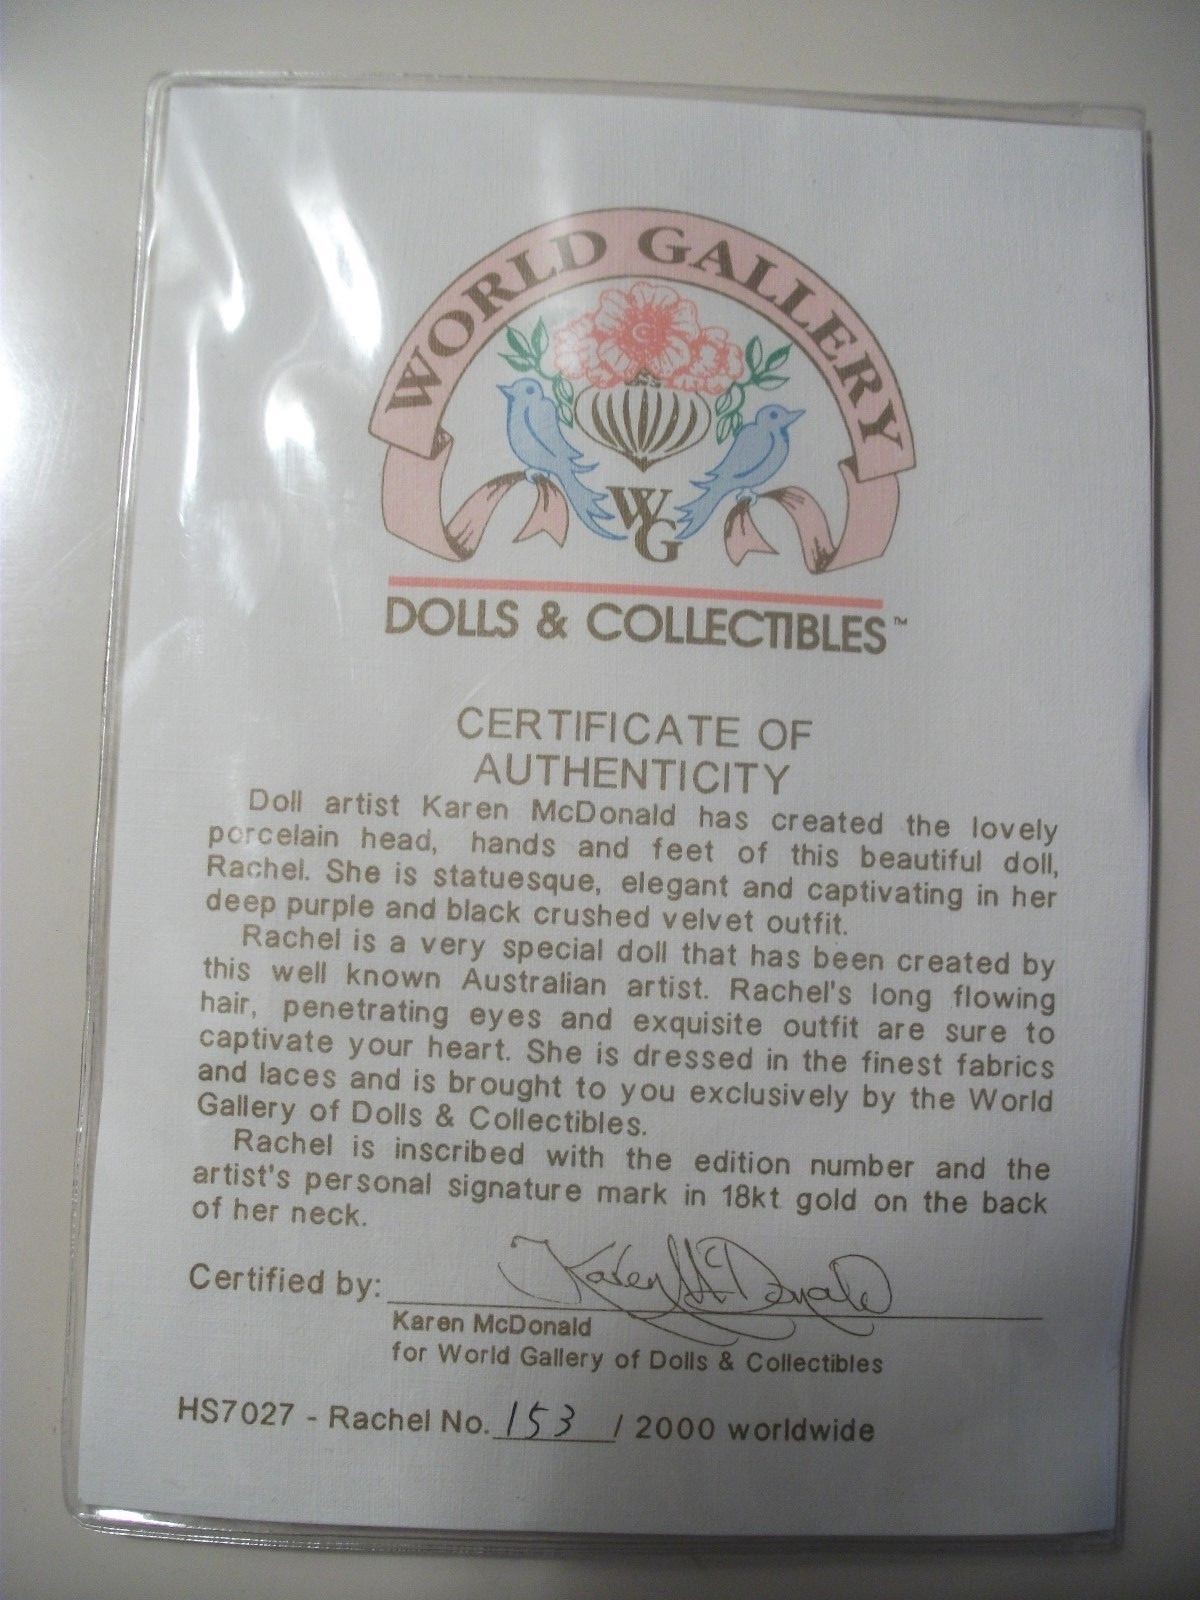 WORLD GALLERY
WG
DOLLS & COLLECTIBLES™
CERTIFICATE OF
AUTHENTICITY
Doll artist Karen McDonald has created the lovely
porcelain head, hands and feet of this beautiful doll,
Rachel. She is statuesque, elegant and captivating in her
deep purple and black crushed velvet outfit.
Rachel is a very special doll that has been created by
this well known Australian artist. Rachel's long flowing
hair, penetrating eyes and exquisite outfit are sure to
captivate your heart. She is dressed in the finest fabrics
and laces and is brought to you exclusively by the World
Gallery of Dolls & Collectibles.
Rachel is inscribed with the edition number and the
artist's personal signature mark in 18kt gold on the back
of her neck.
Certified by: Karen McDonald
Karen McDonald
for World Gallery of Dolls & Collectibles
HS7027 - Rachel No. 153 / 2000 worldwide